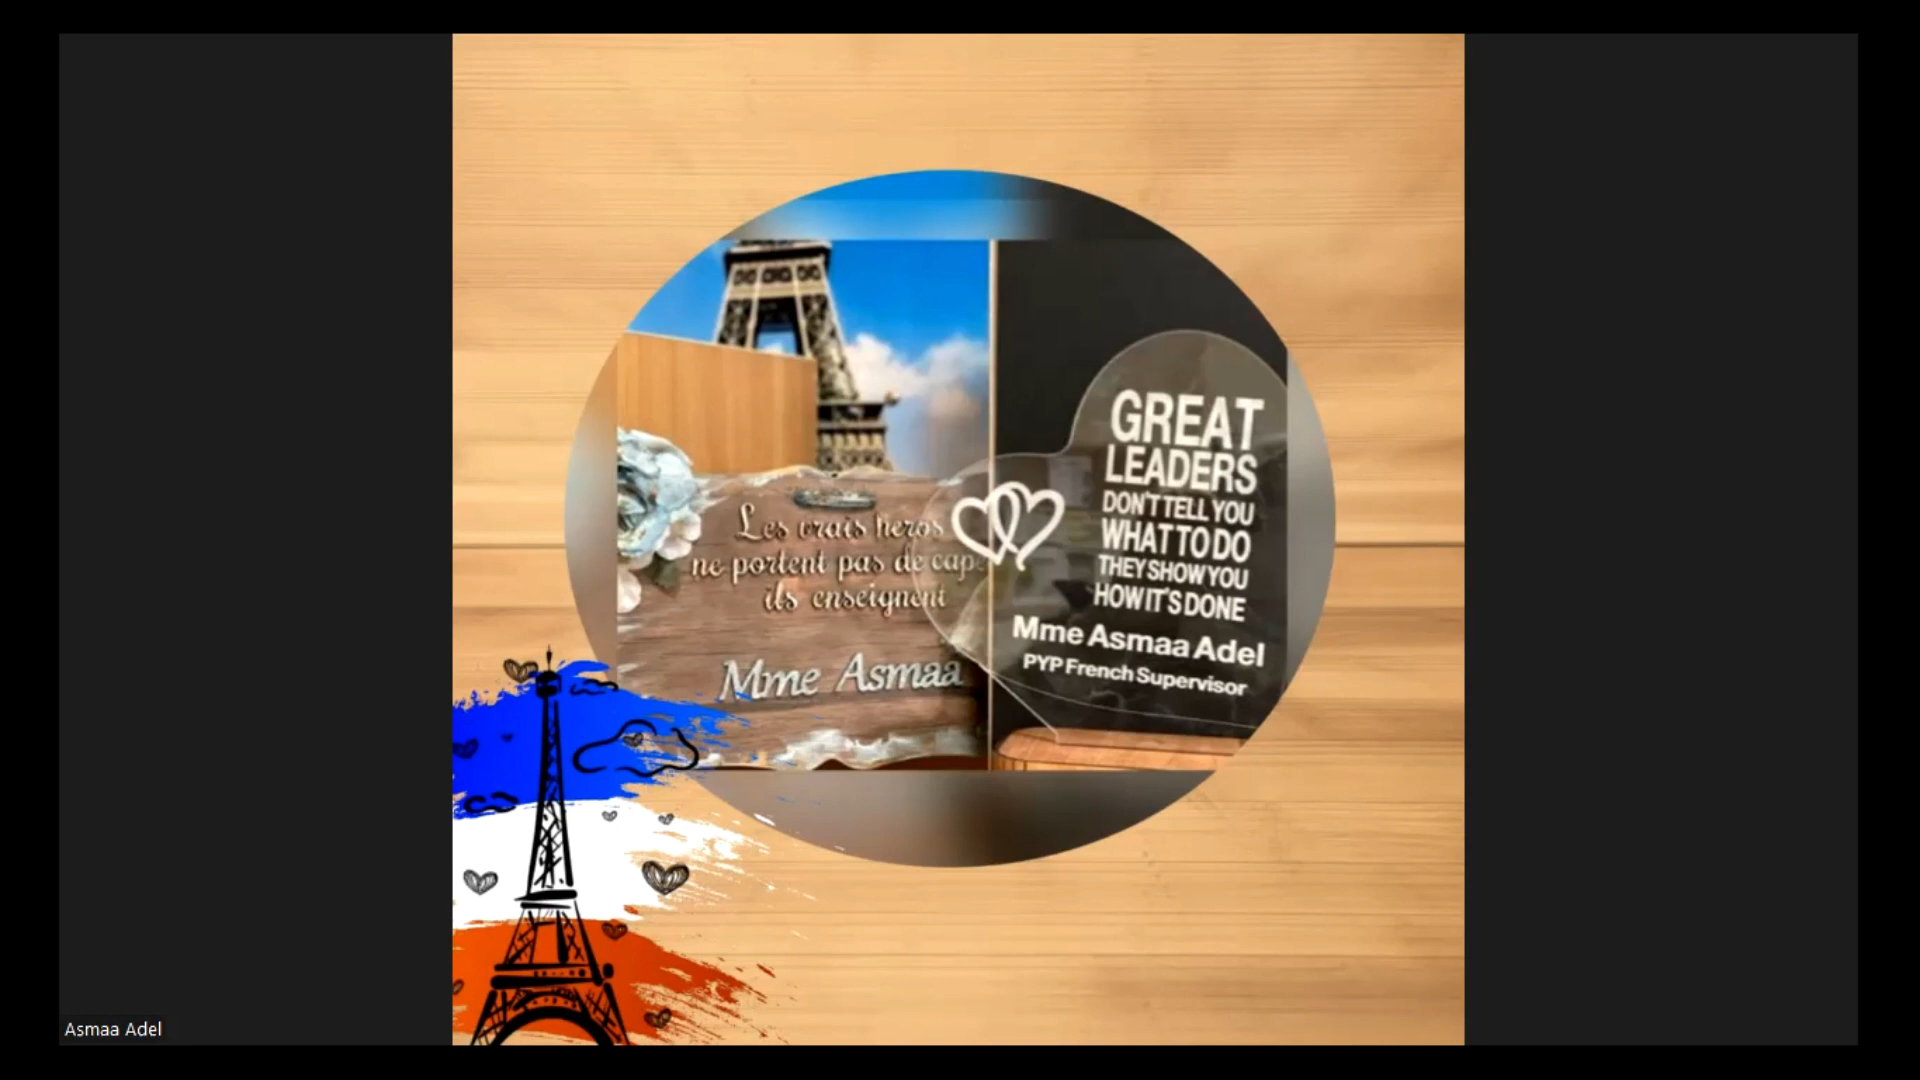 Les vrais heros
ne portent pas de cape
ils enseignent
Mme Asmaa
GREAT
LEADERS
DON'T TELL YOU
WHAT TO DO
THEY SHOW YOU
HOW IT'S DONE
Mme Asmaa Adel
PYP French Supervisor
Asmaa Adel